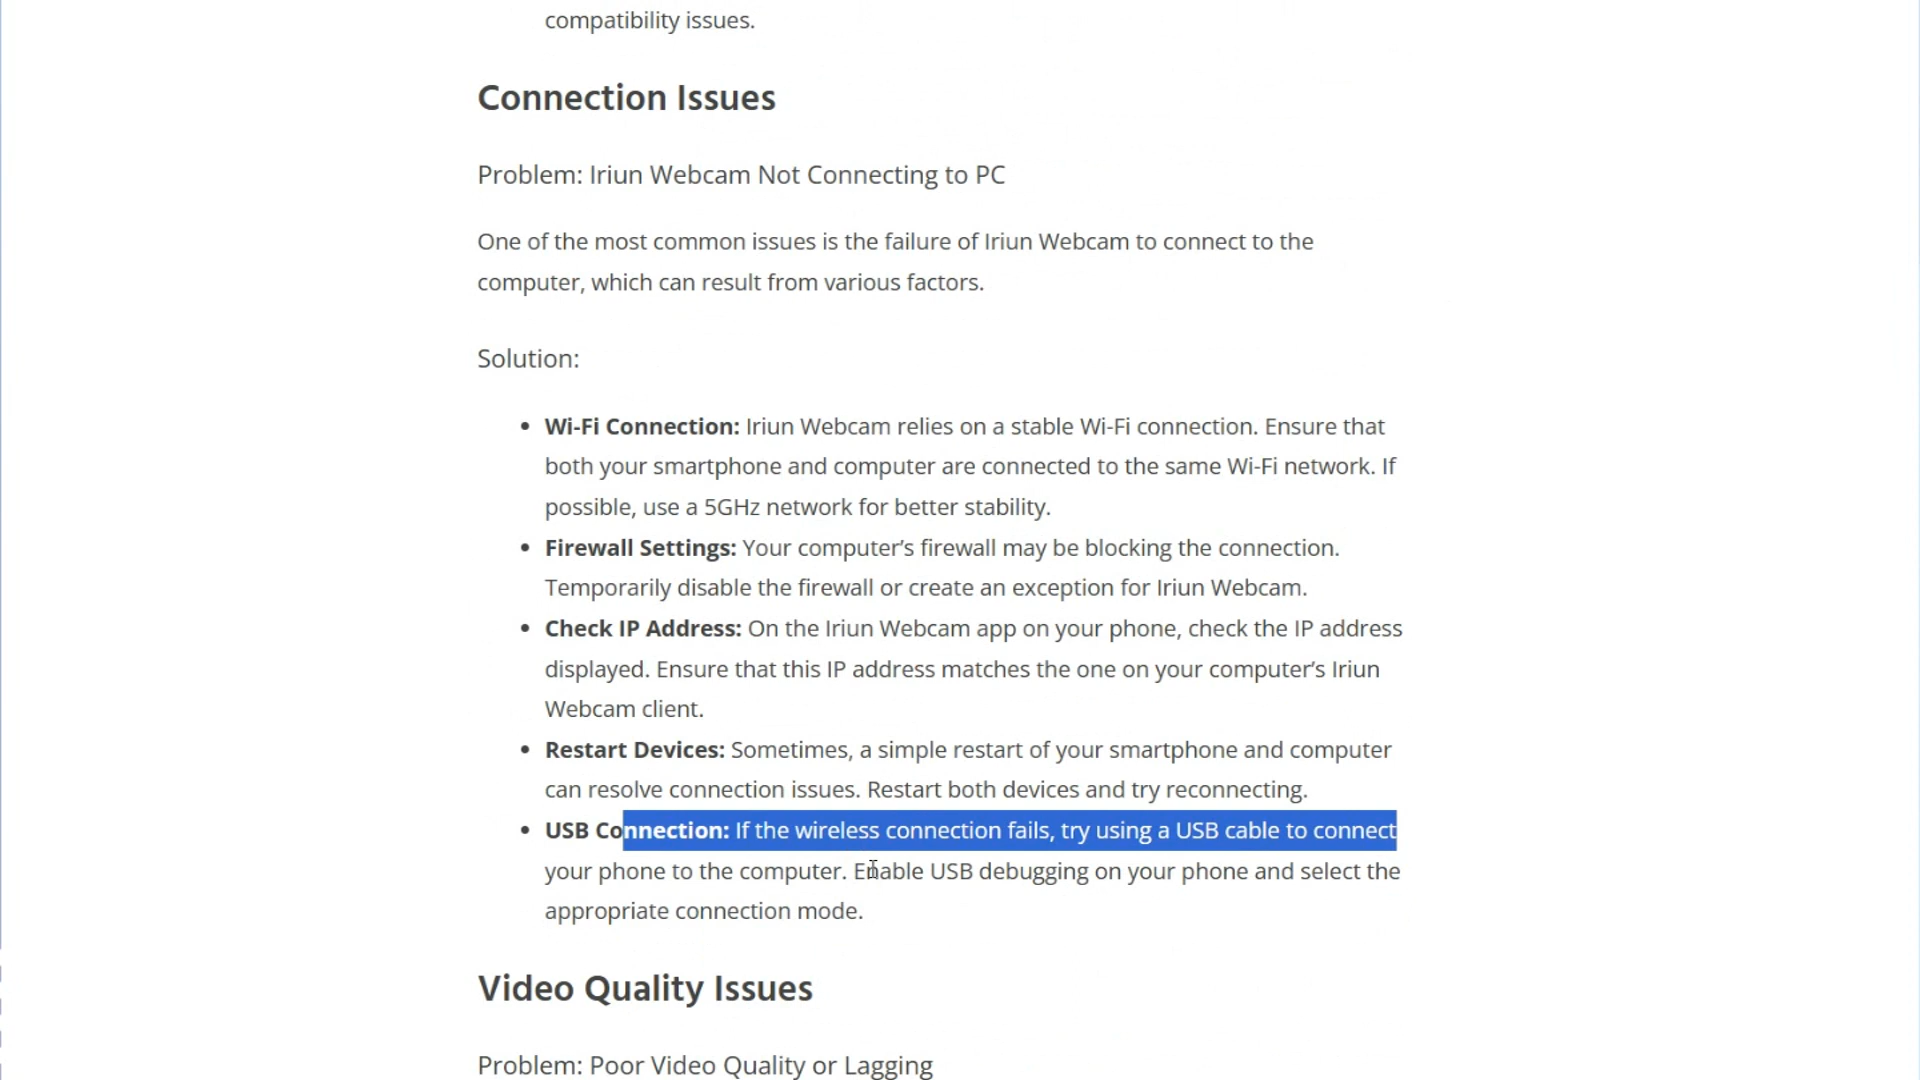 compatibility issues.
Connection Issues
Problem: Iriun Webcam Not Connecting to PC
One of the most common issues is the failure of Iriun Webcam to connect to the
computer, which can result from various factors.
Solution:
• Wi-Fi Connection: Iriun Webcam relies on a stable Wi-Fi connection. Ensure that
both your smartphone and computer are connected to the same Wi-Fi network. If
possible, use a 5GHz network for better stability.
• Firewall Settings: Your computer’s firewall may be blocking the connection.
Temporarily disable the firewall or create an exception for Iriun Webcam.
• Check IP Address: On the Iriun Webcam app on your phone, check the IP address
displayed. Ensure that this IP address matches the one on your computer’s Iriun
Webcam client.
• Restart Devices: Sometimes, a simple restart of your smartphone and computer
can resolve connection issues. Restart both devices and try reconnecting.
• USB Connection: If the wireless connection fails, try using a USB cable to connect
your phone to the computer. Enable USB debugging on your phone and select the
appropriate connection mode.
Video Quality Issues
Problem: Poor Video Quality or Lagging